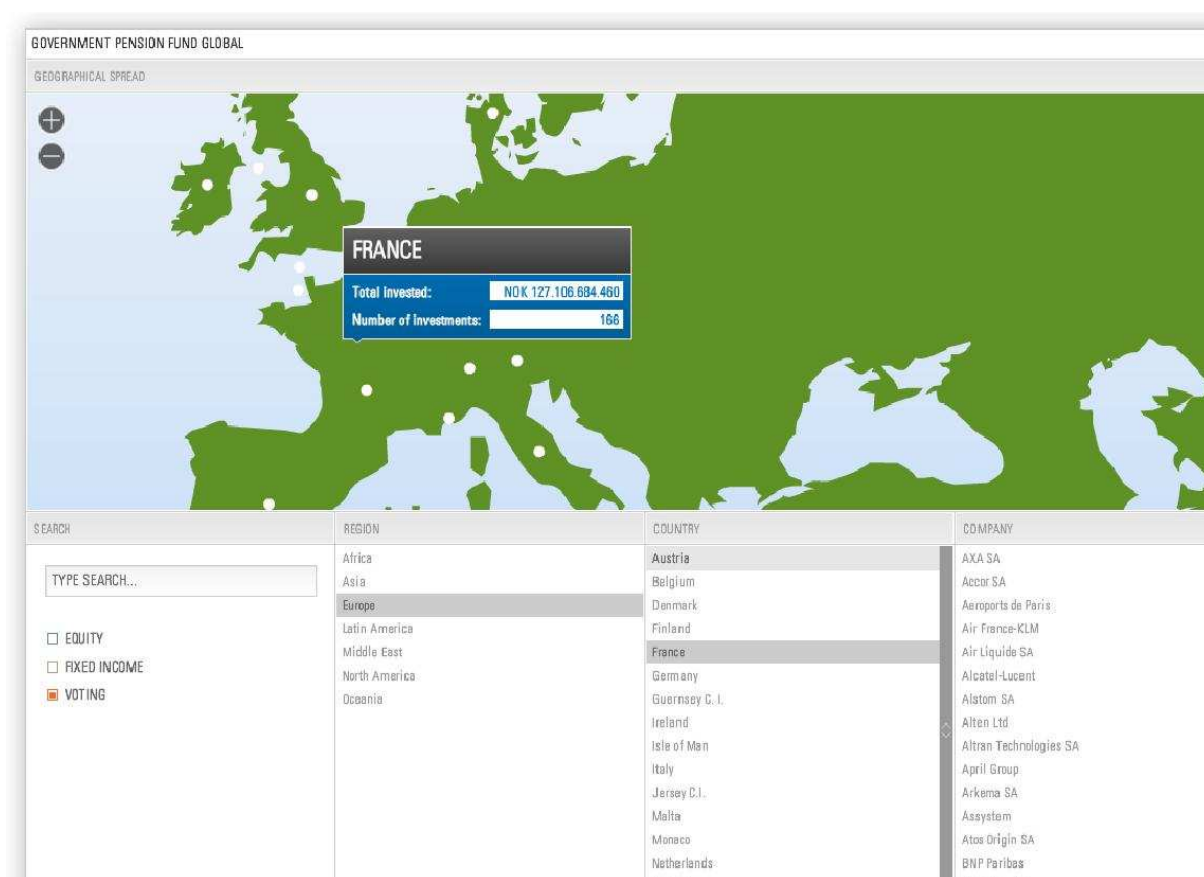 GOVERNMENT PENSION FUND GLOBAL
GEOGRAPHICAL SPREAD
FRANCE
Total invested: NOK 127.106.684.460
Number of investments: 166
SEARCH
TYPE SEARCH...
EQUITY
FIXED INCOME
VOTING
REGION
Africa
Asia
Europe
Latin America
Middle East
North America
Oceania
COUNTRY
Austria
Belgium
Denmark
Finland
France
Germany
Guernsey C. I.
Ireland
Isle of Man
Italy
Jersey C.I.
Malta
Monaco
Netherlands
COMPANY
AXA SA
Accor SA
Aeroports de Paris
Air France-KLM
Air Liquide SA
Alcatel-Lucent
Alstom SA
Alten Ltd
Altran Technologies SA
April Group
Arkema SA
Assystem
Atos Origin SA
BNP Paribas